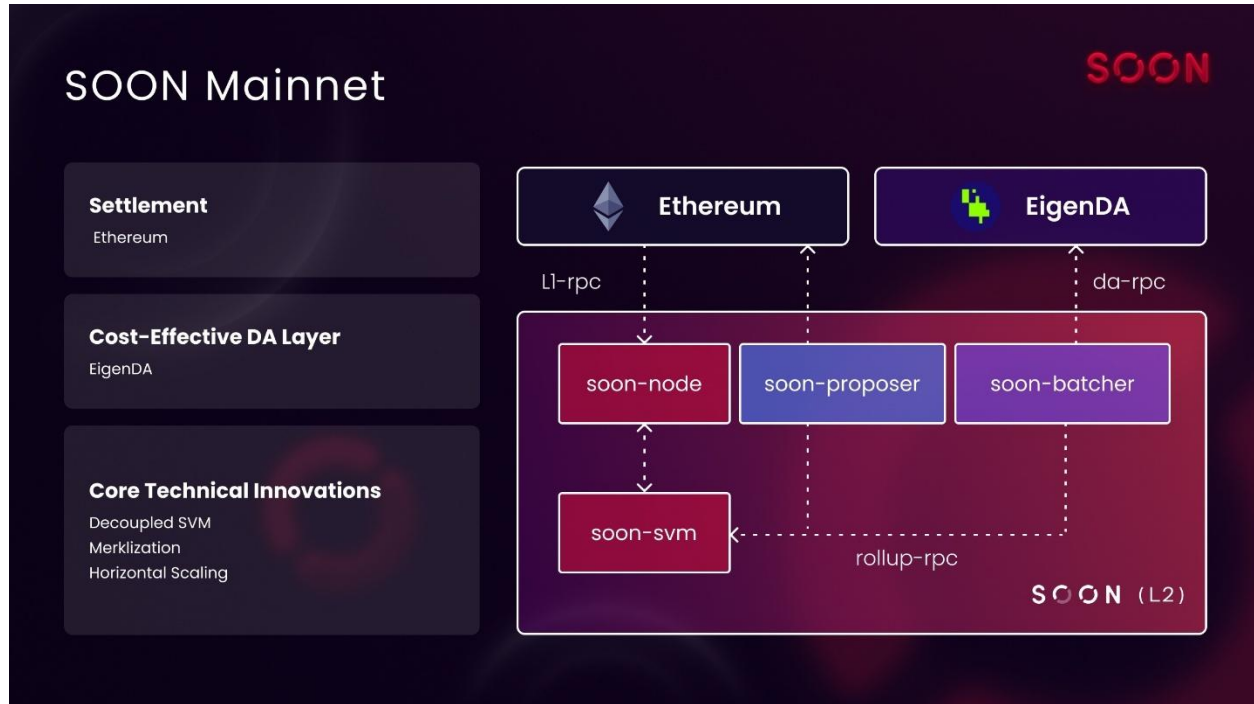 SOON Mainnet
SOON
Settlement
Ethereum
Cost-Effective DA Layer
EigenDA
Core Technical Innovations
Decoupled SVM
Merklization
Horizontal Scaling
Ethereum
EigenDA
L1-rpc
da-rpc
soon-node
soon-proposer
soon-batcher
soon-svm
rollup-rpc
SOON (L2)